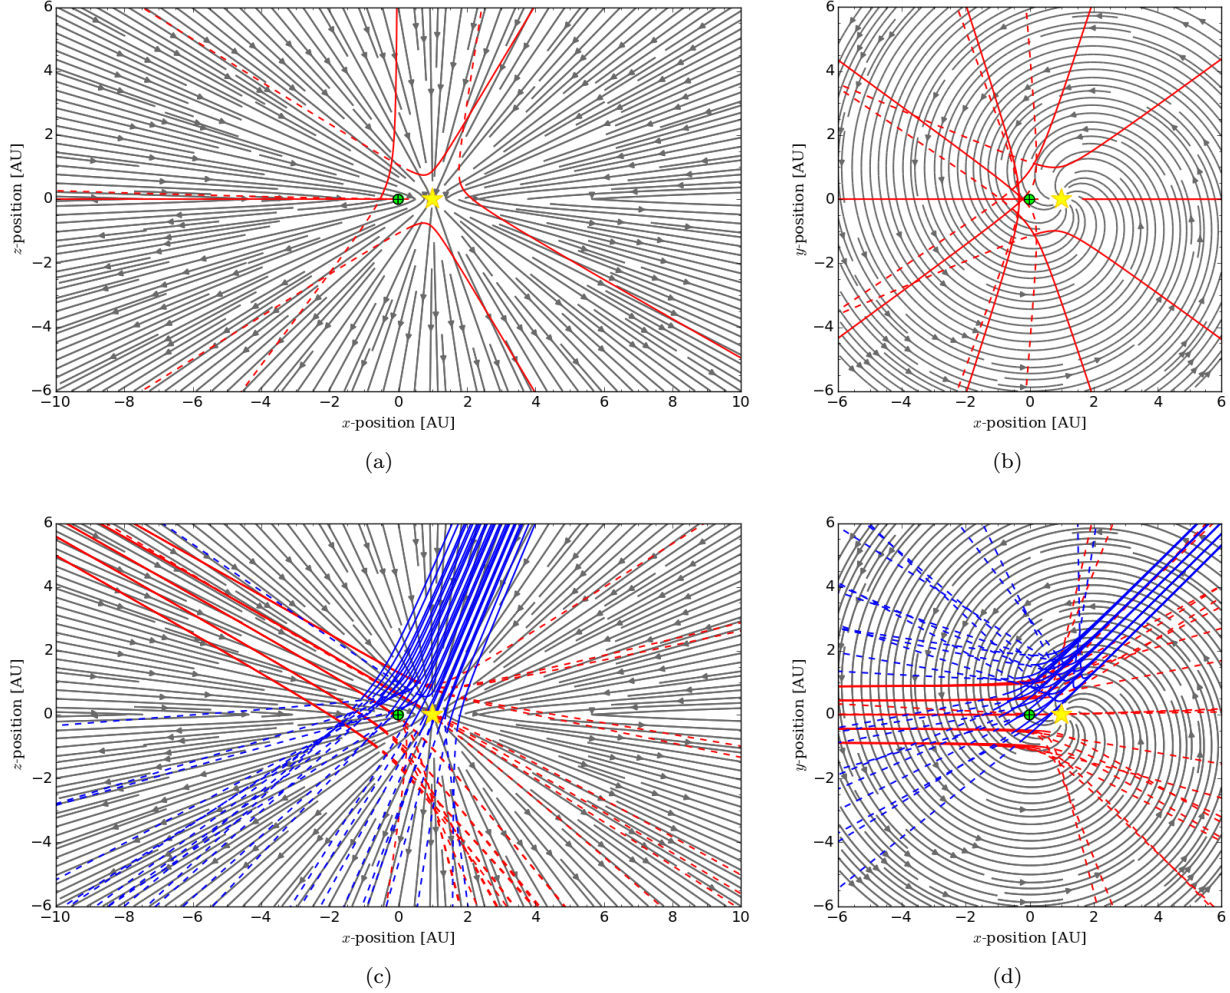 6
4
2
0
−2
−4
−6
z-position [AU]
−10 −8 −6 −4 −2 0 2 4 6 8 10
x-position [AU]
(a)
6
4
2
0
−2
−4
−6
y-position [AU]
−6 −4 −2 0 2 4 6
x-position [AU]
(b)
6
4
2
0
−2
−4
−6
z-position [AU]
−10 −8 −6 −4 −2 0 2 4 6 8 10
x-position [AU]
(c)
6
4
2
0
−2
−4
−6
y-position [AU]
−6 −4 −2 0 2 4 6
x-position [AU]
(d)